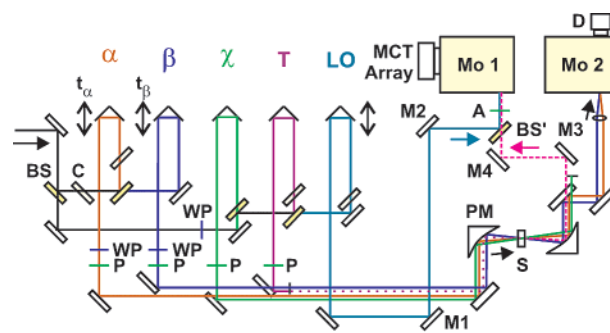 D
α
β
χ
T
LO
MCT
Array
Mo 1
Mo 2
tα
tβ
M2
A
BS'
M3
M4
BS
C
WP
PM
WP
WP
P
P
P
P
S
M1